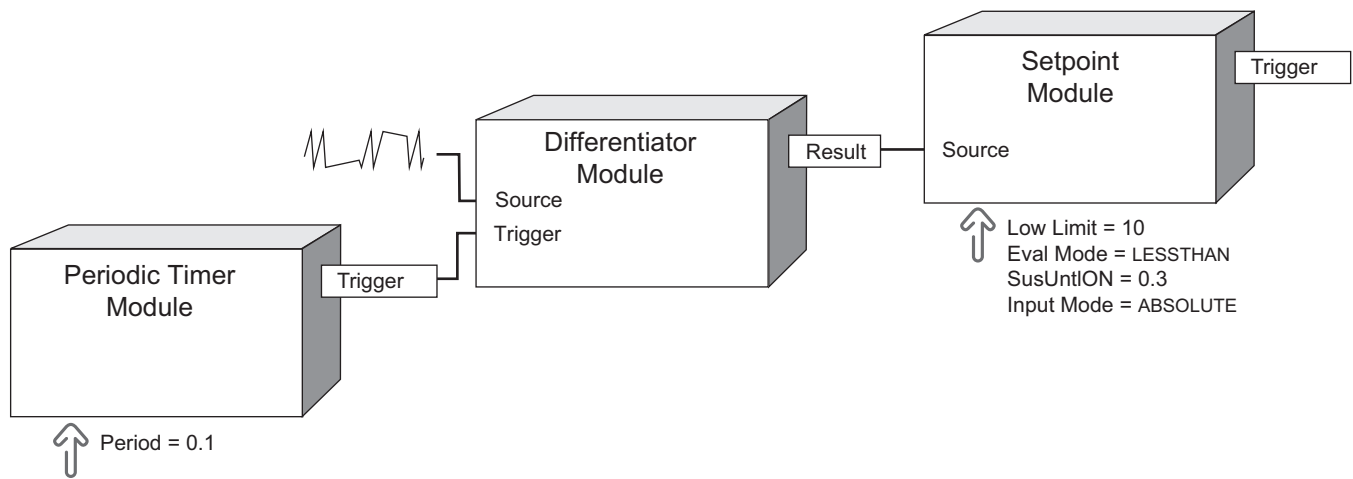 Periodic Timer
Module
Trigger
Period = 0.1
Differentiator
Module
Source
Trigger
Result
Setpoint
Module
Source
Trigger
Low Limit = 10
Eval Mode = LESSTHAN
SusUntlON = 0.3
Input Mode = ABSOLUTE